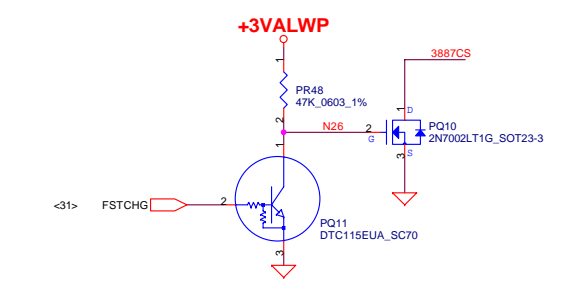 +3VALWP
3887CS
1
PR48
47K_0603_1%
2
N26
1
2
G
1
D
PQ10
2N7002LT1G_SOT23-3
3
S
<31>
FSTCHG
2
PQ11
DTC115EUA_SC70
3